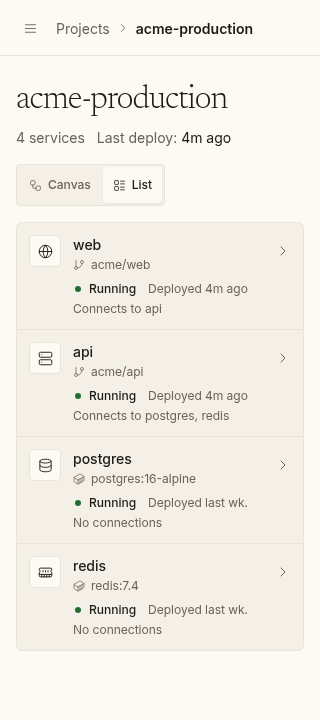 Projects acme-production
acme-production
4 services Last deploy: 4m ago
Canvas List
web
acme/web
Running Deployed 4m ago
Connects to api
api
acme/api
Running Deployed 4m ago
Connects to postgres, redis
postgres
postgres:16-alpine
Running Deployed last wk.
No connections
redis
redis:7.4
Running Deployed last wk.
No connections